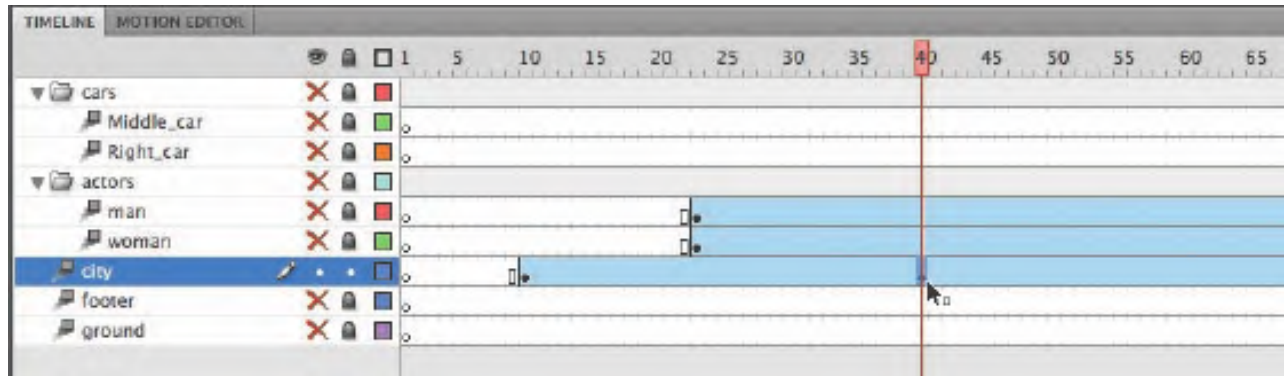 TIMELINE MOTION EDITOR
1 5 10 15 20 25 30 35 40 45 50 55 60 65
cars
Middle_car
Right_car
actors
man
woman
city
footer
ground